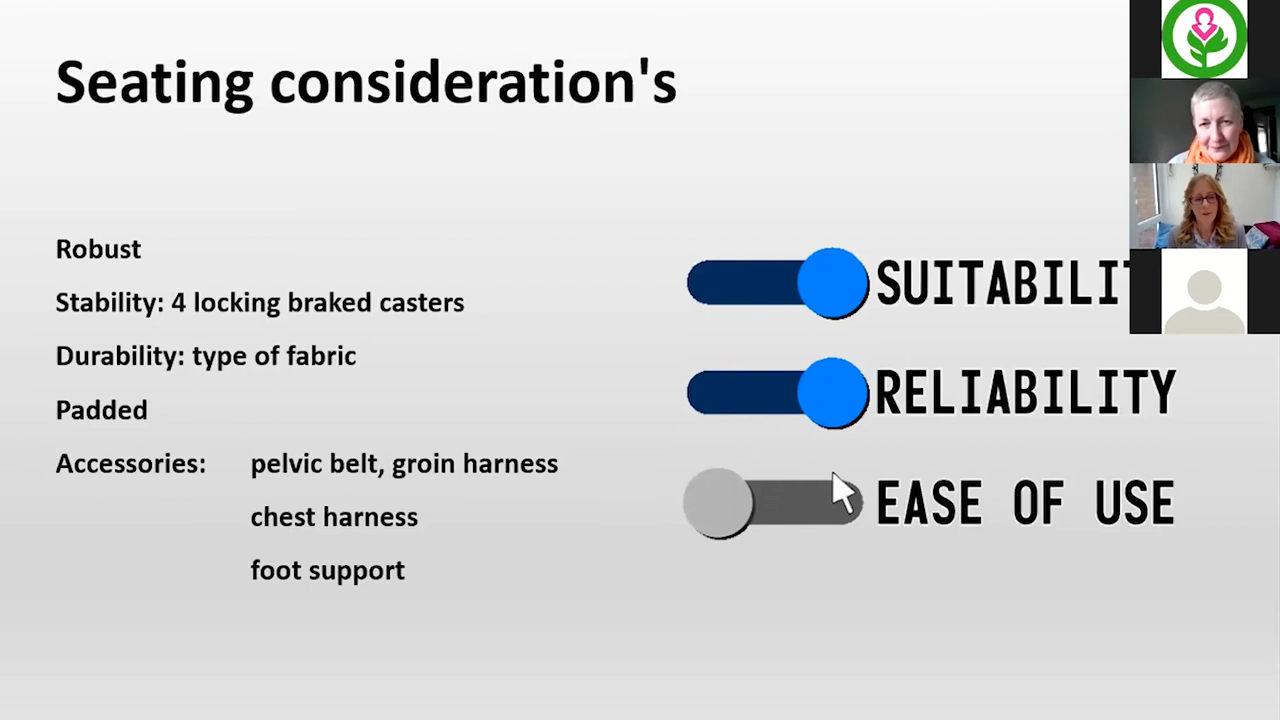 Seating consideration's
Robust
Stability: 4 locking braked casters
Durability: type of fabric
Padded
Accessories: pelvic belt, groin harness
chest harness
foot support
SUITABILIT
RELIABILITY
EASE OF USE